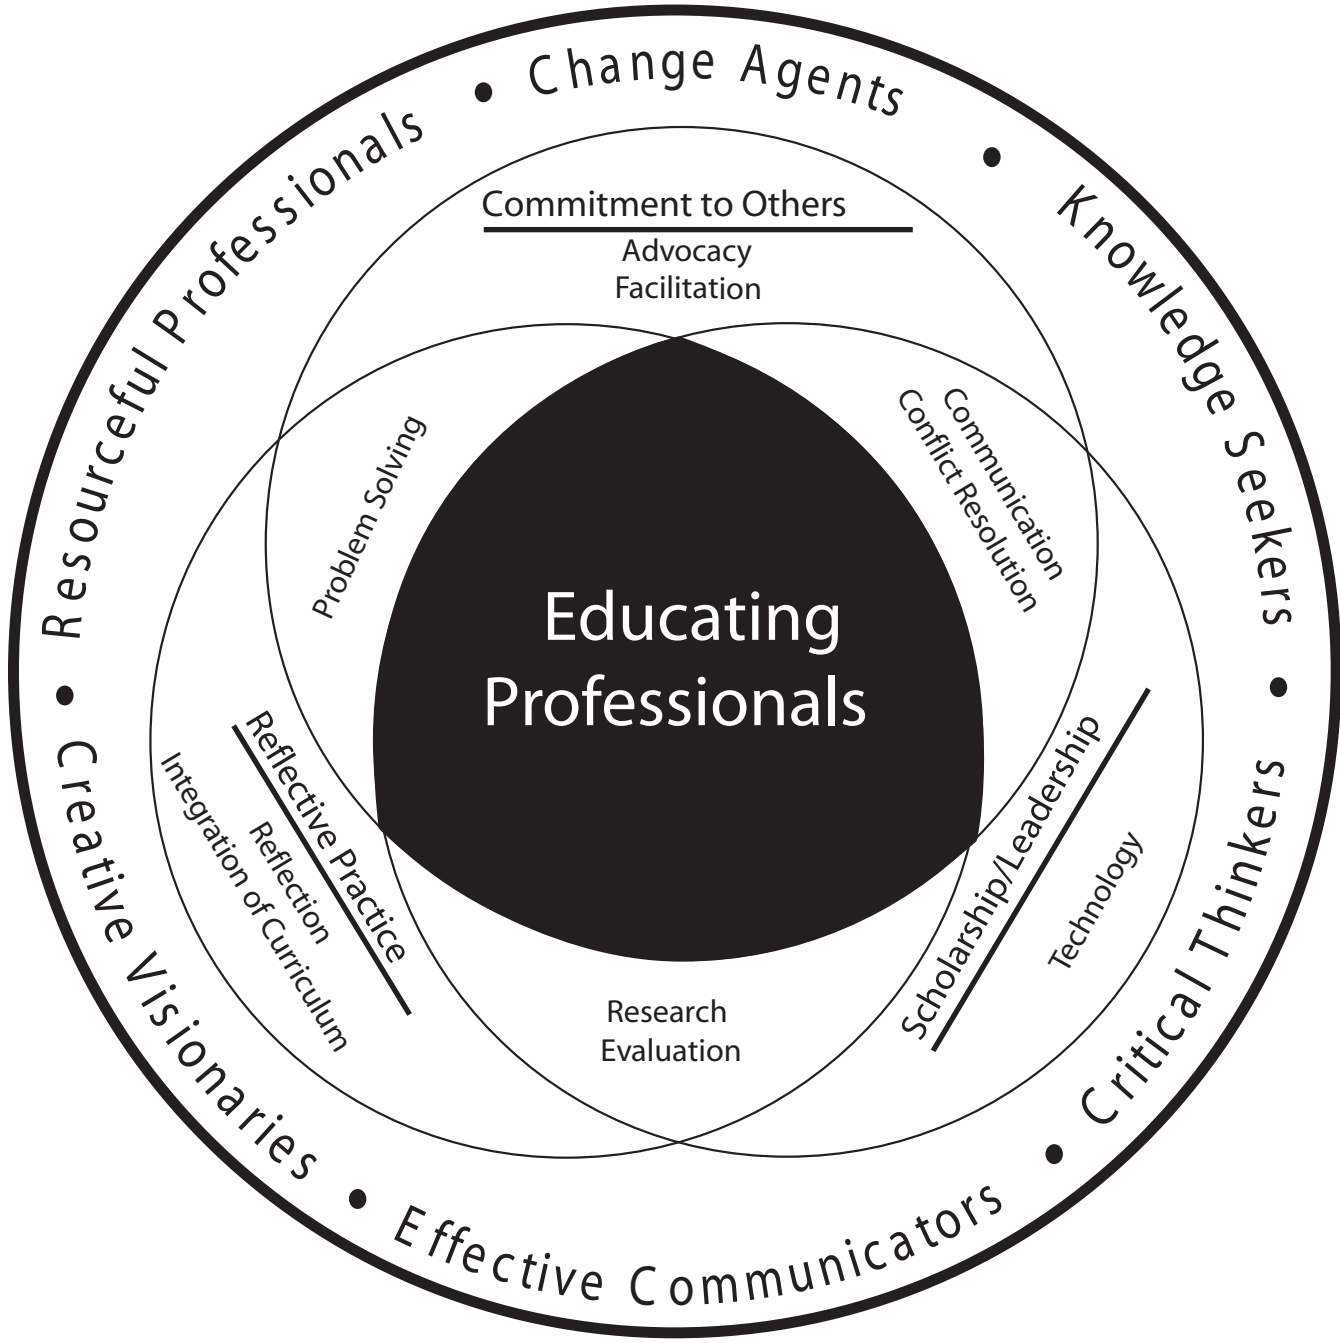 Change Agents
Knowledge Seekers
Critical Thinkers
Effective Communicators
Creative Visionaries
Resourceful Professionals
Commitment to Others
Advocacy
Facilitation
Problem Solving
Communication
Conflict Resolution
Educating
Professionals
Reflective Practice
Reflection
Integration of Curriculum
Scholarship/Leadership
Technology
Research
Evaluation